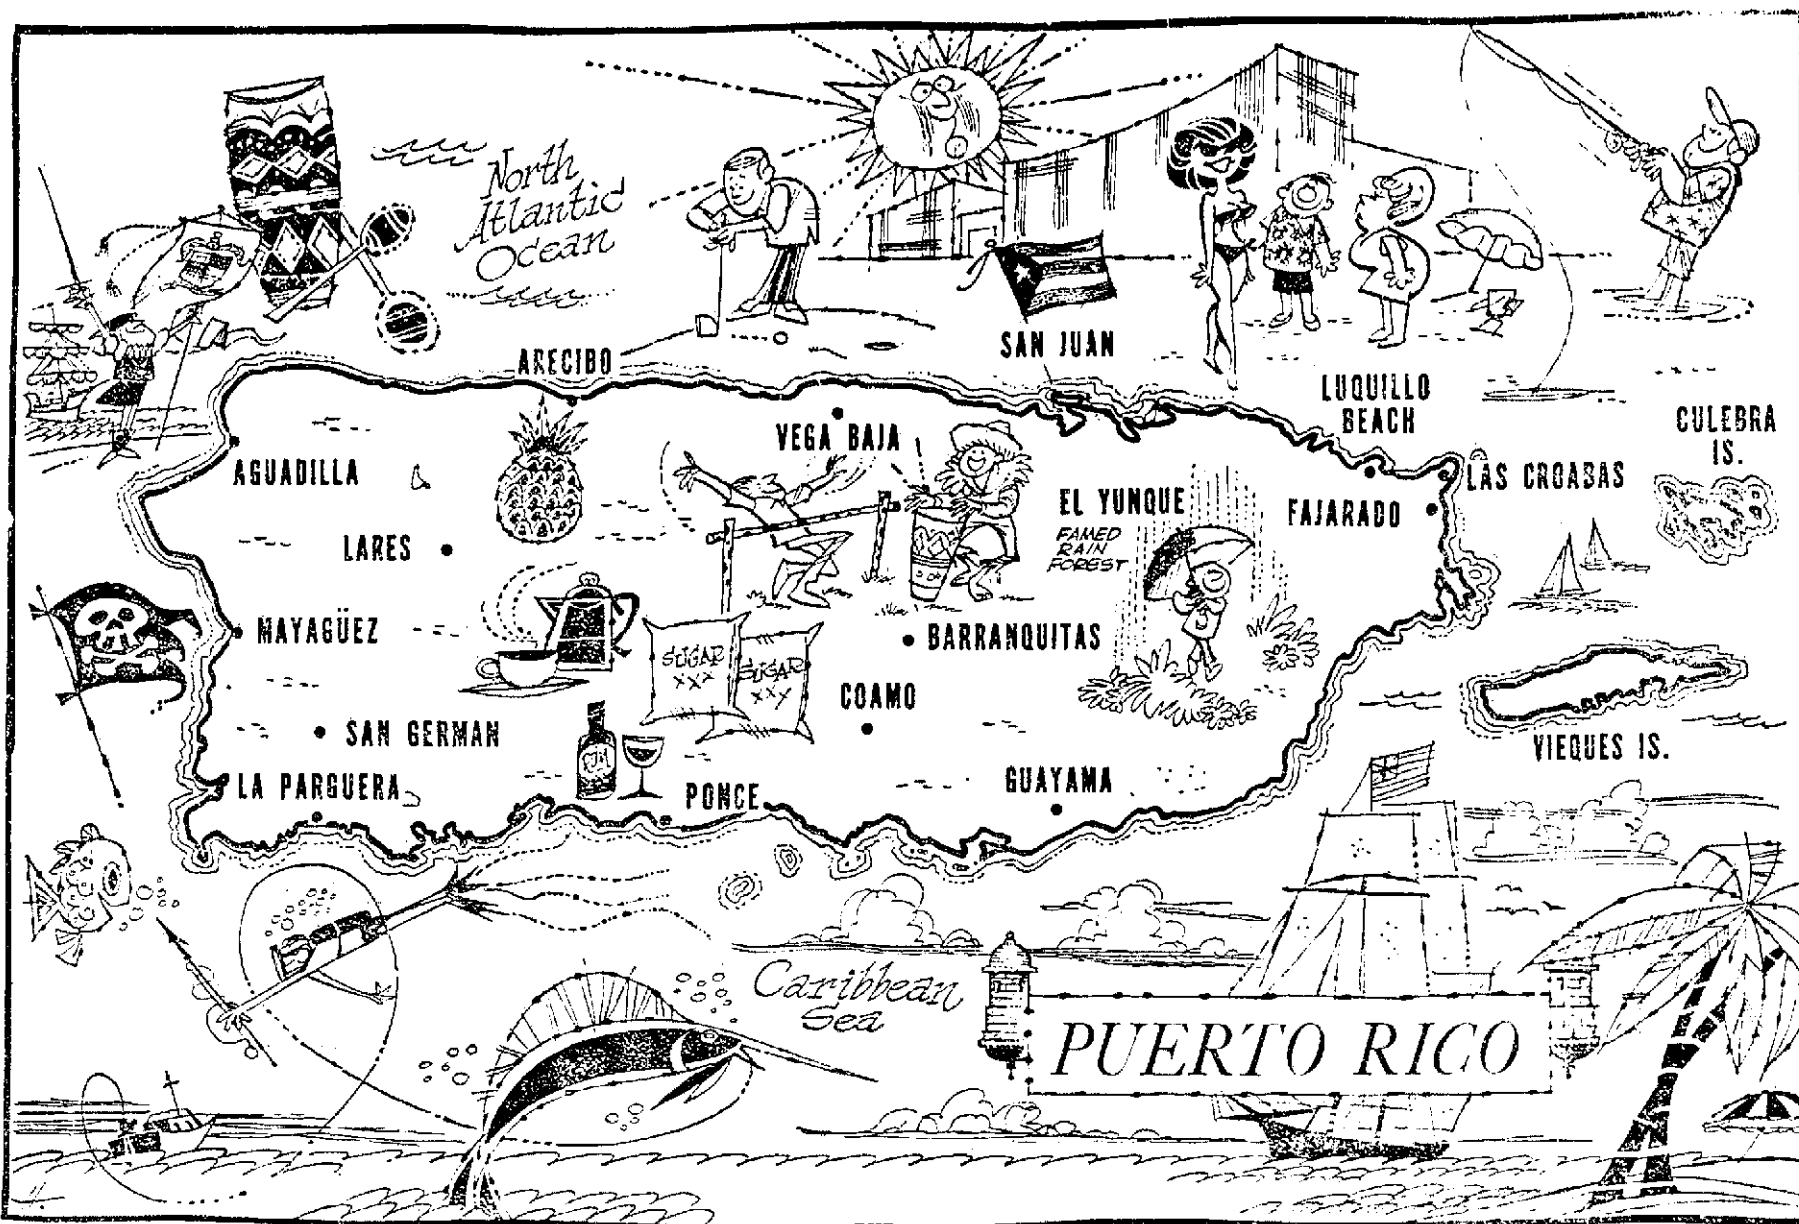 North
Atlantic
Ocean
ARECIBO
SAN JUAN
LUQUILLO
BEACH
CULEBRA
IS.
VEGA BAJA
AGUADILLA
LAS CROABAS
EL YUNQUE
FAMED
RAIN
FOREST
FAJARADO
LARES
MAYAGÜEZ
BARRANQUITAS
SUGAR
XXX
SUGAR
XXY
COAMO
SAN GERMAN
RUM
VIEQUES IS.
LA PARGUERA
PONCE
GUAYAMA
Caribbean
Sea
PUERTO RICO